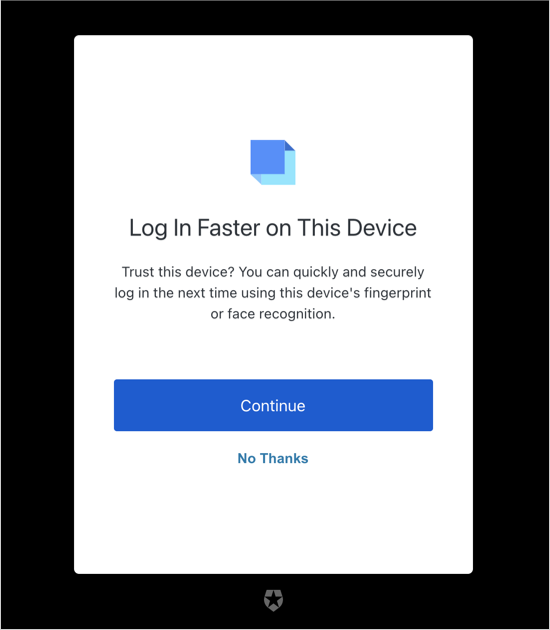 Log In Faster on This Device
Trust this device? You can quickly and securely
log in the next time using this device's fingerprint
or face recognition.
Continue
No Thanks